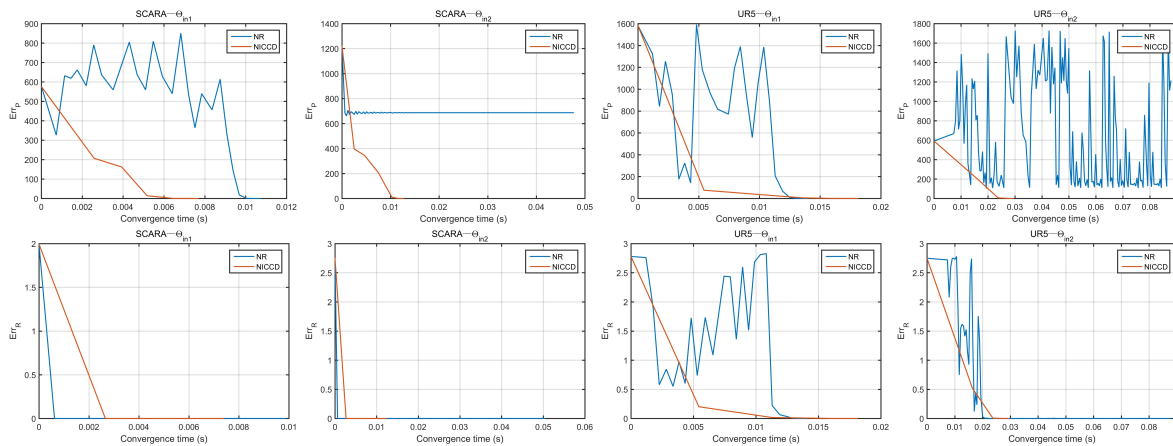 SCARA—Θin1
Err_P
900
800
700
600
500
400
300
200
100
0
0 0.002 0.004 0.006 0.008 0.01 0.012
Convergence time (s)
NR
NICCD
SCARA—Θin2
Err_P
1400
1200
1000
800
600
400
200
0
0 0.01 0.02 0.03 0.04 0.05
Convergence time (s)
NR
NICCD
UR5—Θin1
Err_P
1600
1400
1200
1000
800
600
400
200
0
0 0.005 0.01 0.015 0.02
Convergence time (s)
NR
NICCD
UR5—Θin2
Err_P
1800
1600
1400
1200
1000
800
600
400
200
0
0 0.01 0.02 0.03 0.04 0.05 0.06 0.07 0.08
Convergence time (s)
NR
NICCD
SCARA—Θin1
Err_R
2
1.5
1
0.5
0
0 0.002 0.004 0.006 0.008 0.01
Convergence time (s)
NR
NICCD
SCARA—Θin2
Err_R
3
2.5
2
1.5
1
0.5
0
0 0.01 0.02 0.03 0.04 0.05 0.06
Convergence time (s)
NR
NICCD
UR5—Θin1
Err_R
3
2.5
2
1.5
1
0.5
0
0 0.005 0.01 0.015 0.02
Convergence time (s)
NR
NICCD
UR5—Θin2
Err_R
3
2.5
2
1.5
1
0.5
0
0 0.01 0.02 0.03 0.04 0.05 0.06 0.07 0.08
Convergence time (s)
NR
NICCD